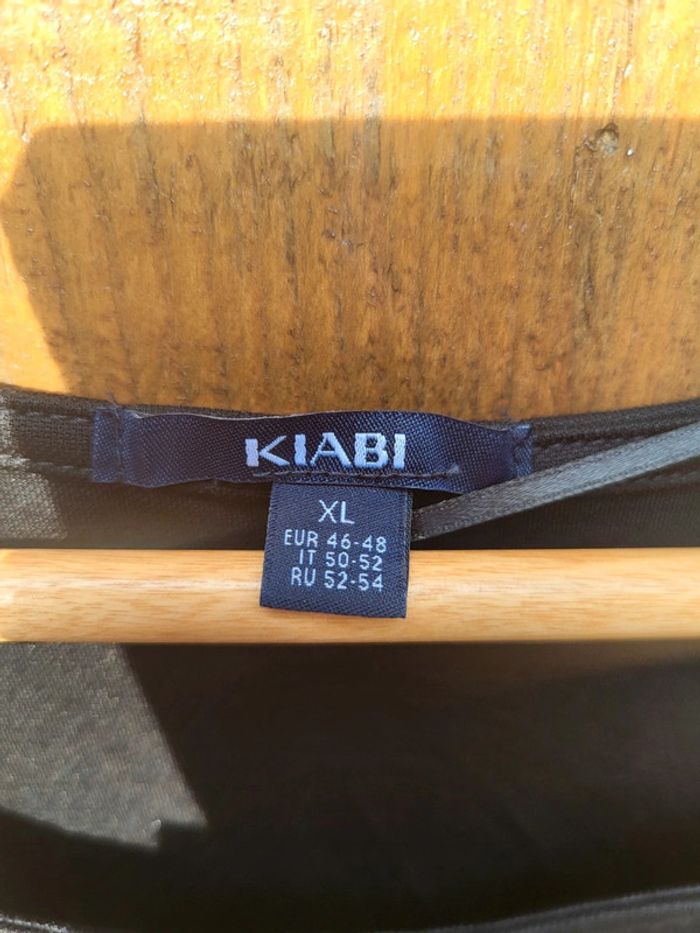 KIABI
XL
EUR 46-48
IT 50-52
RU 52-54